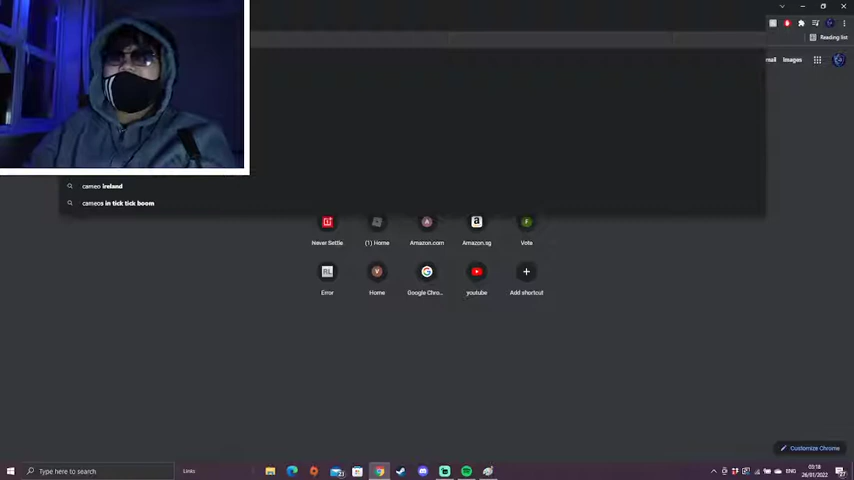 Reading list
mail Images
cameo ireland
cameos in tick tick boom
Never Settle (1) Home Amazon.com Amazon.sg Vote
RL
Error Home Google Chro... youtube Add shortcut
Customize Chrome
Type here to search Links ENG 03:18
26/01/2022